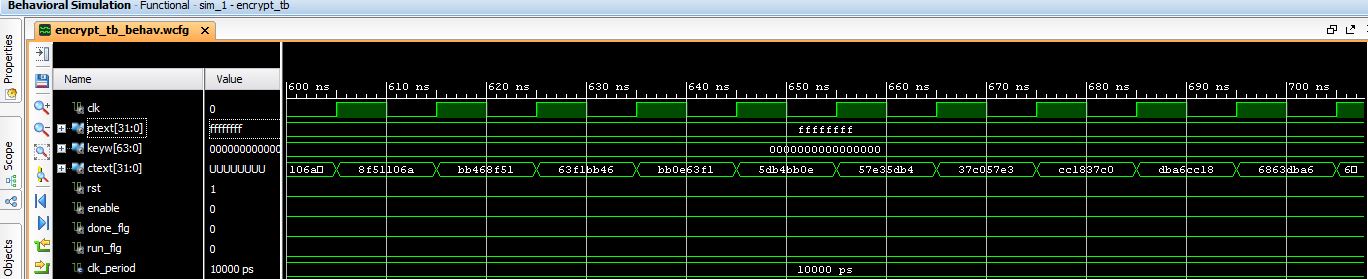 Behavioral Simulation - Functional - sim_1 - encrypt_tb
encrypt_tb_behav.wcfg
Properties
Scope
Objects
Name Value
600 ns 610 ns 620 ns 630 ns 640 ns 650 ns 660 ns 670 ns 680 ns 690 ns 700 ns
clk 0
ptext[31:0] ffffffff ffffffff
keyw[63:0] 000000000000 0000000000000000
ctext[31:0] UUUUUUUU 106a 8f51106a bb468f51 63f1bb46 bb0e63f1 5db4bb0e 57e35db4 37c057e3 cc1837c0 dba6cc18 6863dba6 6
rst 1
enable 0
done_flg 0
run_flg 0
clk_period 10000 ps 10000 ps